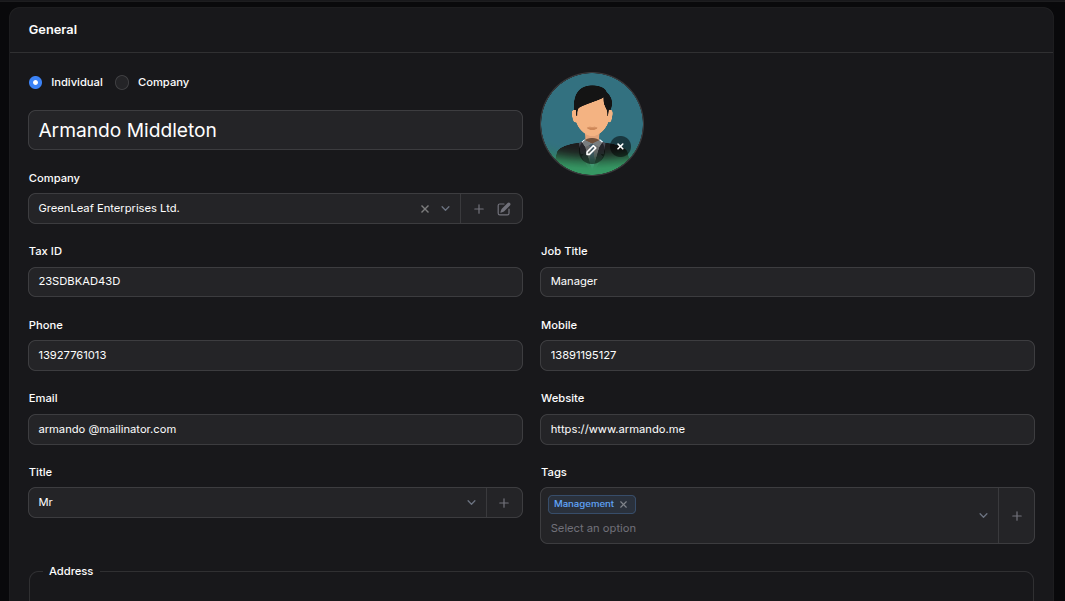 General
Individual Company
Armando Middleton
Company
GreenLeaf Enterprises Ltd.
Tax ID
Job Title
23SDBKAD43D
Manager
Phone
Mobile
13927761013
13891195127
Email
Website
armando @mailinator.com
https://www.armando.me
Title
Tags
Mr
Management
Select an option
Address